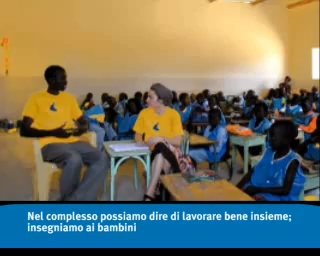 Nel complesso possiamo dire di lavorare bene insieme;
insegniamo ai bambini